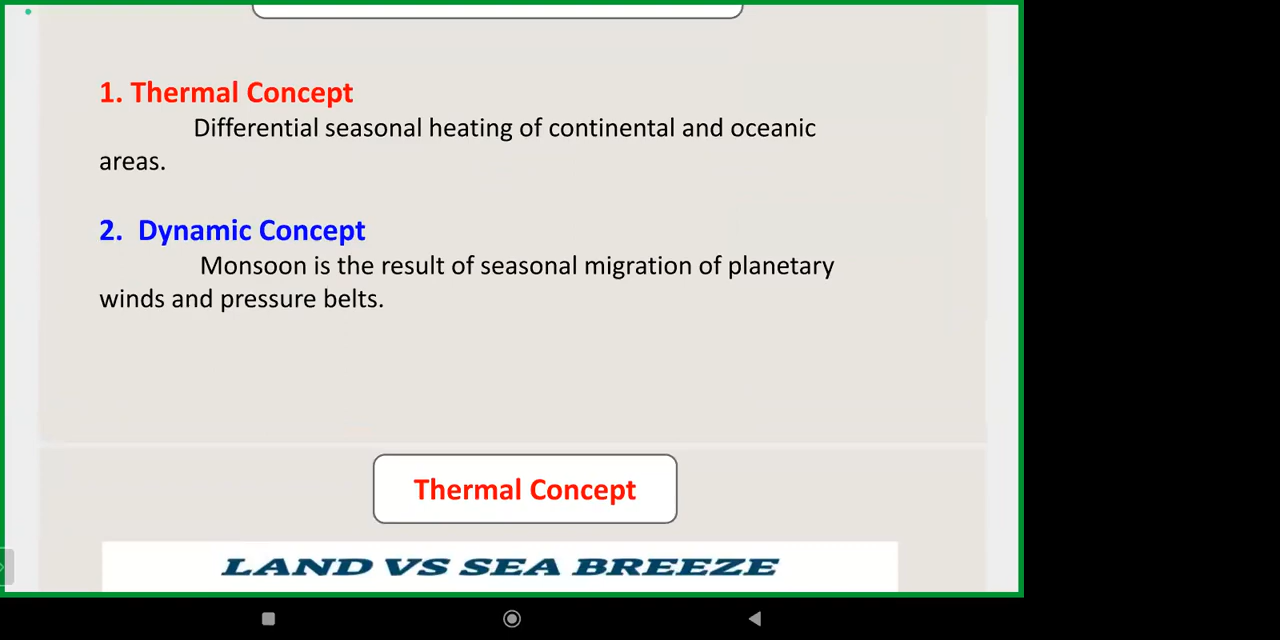 1. Thermal Concept
Differential seasonal heating of continental and oceanic
areas.
2. Dynamic Concept
Monsoon is the result of seasonal migration of planetary
winds and pressure belts.
Thermal Concept
LAND VS SEA BREEZE